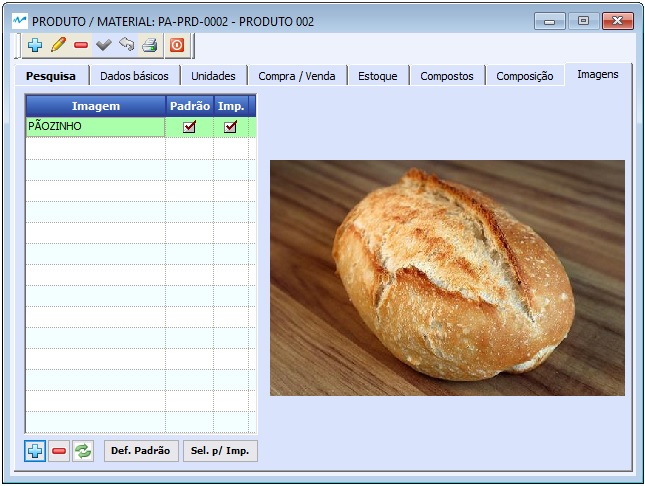 PRODUTO / MATERIAL: PA-PRD-0002 - PRODUTO 002
Pesquisa Dados básicos Unidades Compra / Venda Estoque Compostos Composição Imagens
Imagem Padrão Imp.
PÃOZINHO
Def. Padrão Sel. p/ Imp.